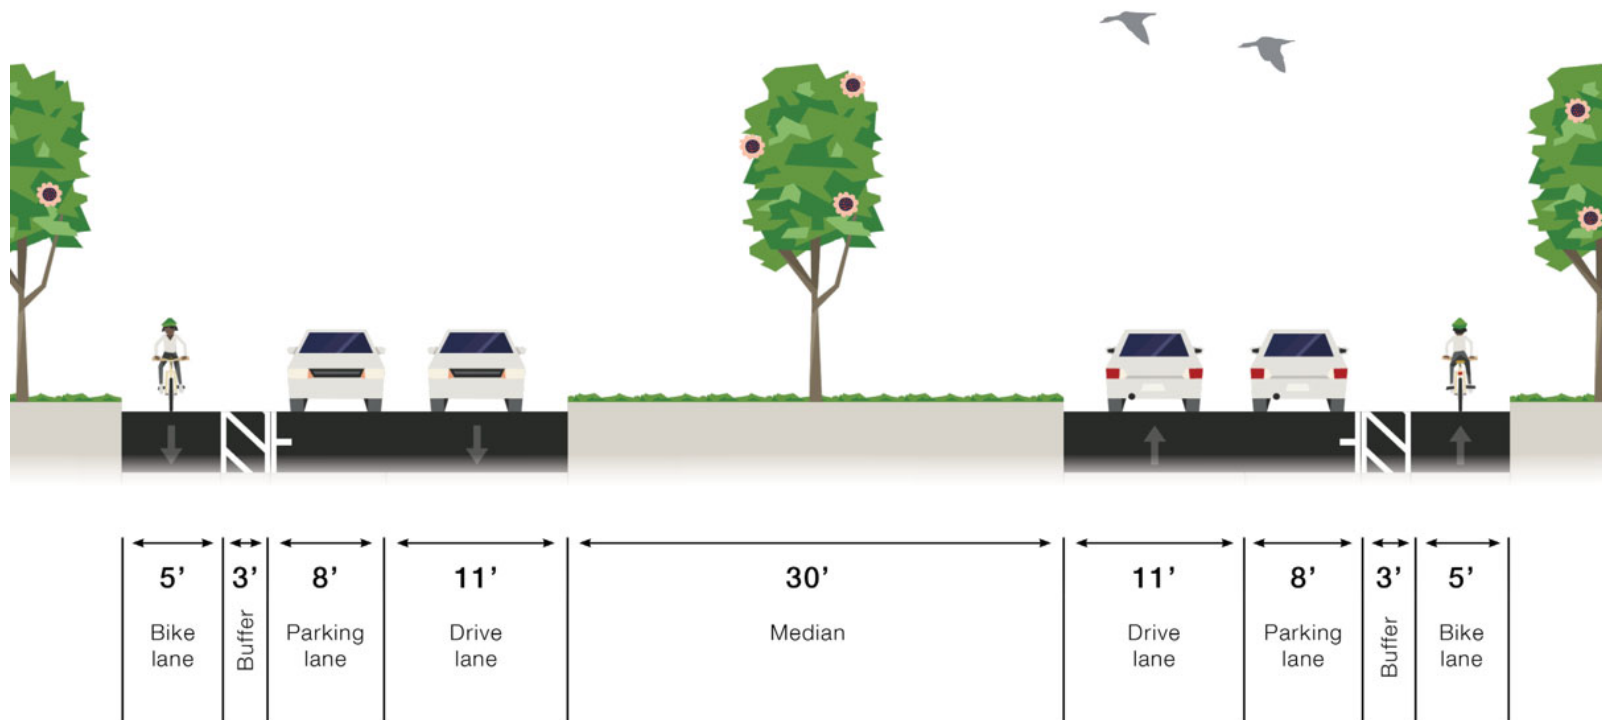 5’ 3’ 8’ 11’ 30’ 11’ 8’ 3’ 5’
Bike
lane
Buffer
Parking
lane
Drive
lane
Median
Drive
lane
Parking
lane
Buffer
Bike
lane